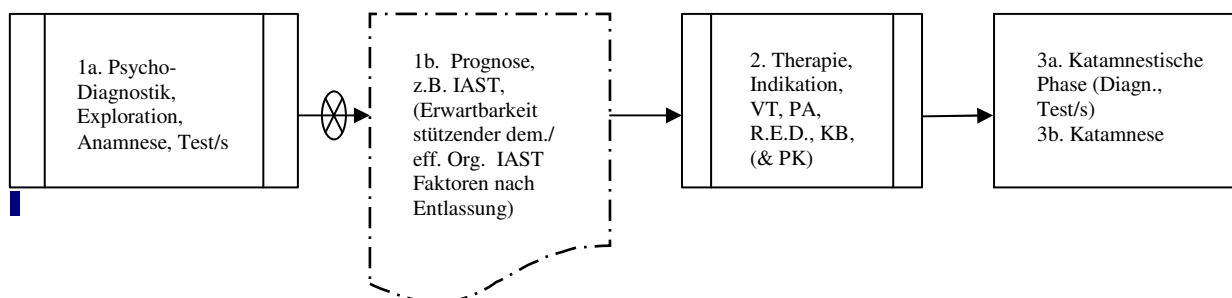 1a. Psycho-
Diagnostik,
Exploration,
Anamnese, Test/s
1b. Prognose,
z.B. IAST,
(Erwartbarkeit
stützender dem./
eff. Org. IAST
Faktoren nach
Entlassung)
2. Therapie,
Indikation,
VT, PA,
R.E.D., KB,
(& PK)
3a. Katamnestische
Phase (Diagn.,
Test/s)
3b. Katamnese